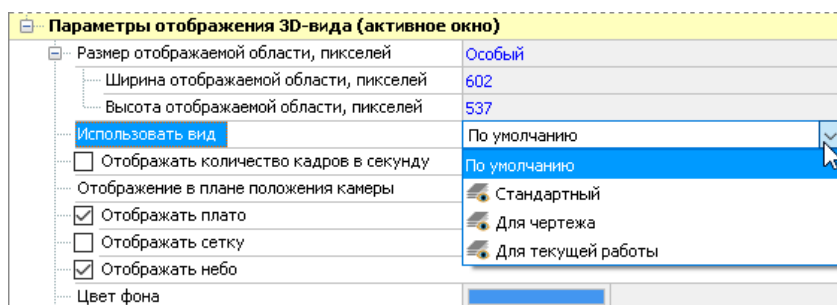 Параметры отображения 3D-вида (активное окно)
Размер отображаемой области, пикселей Особый
Ширина отображаемой области, пикселей 602
Высота отображаемой области, пикселей 537
Использовать вид По умолчанию
По умолчанию
Отображать количество кадров в секунду
Стандартный
Отображение в плане положения камеры
Отображать плато
Для чертежа
Отображать сетку
Для текущей работы
Отображать небо
Цвет фона